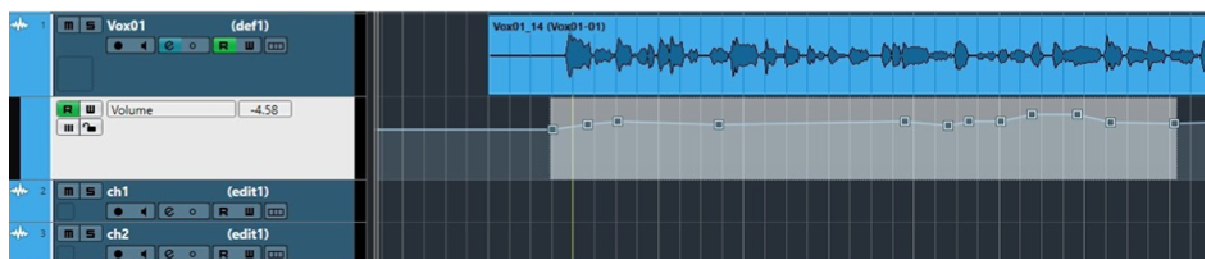 1 m S Vox01 (def1)
Vox01_14 (Vox01-01)
e R W
R W Volume -4.58
2 m S ch1 (edit1)
e R W
3 m S ch2 (edit1)
e R W